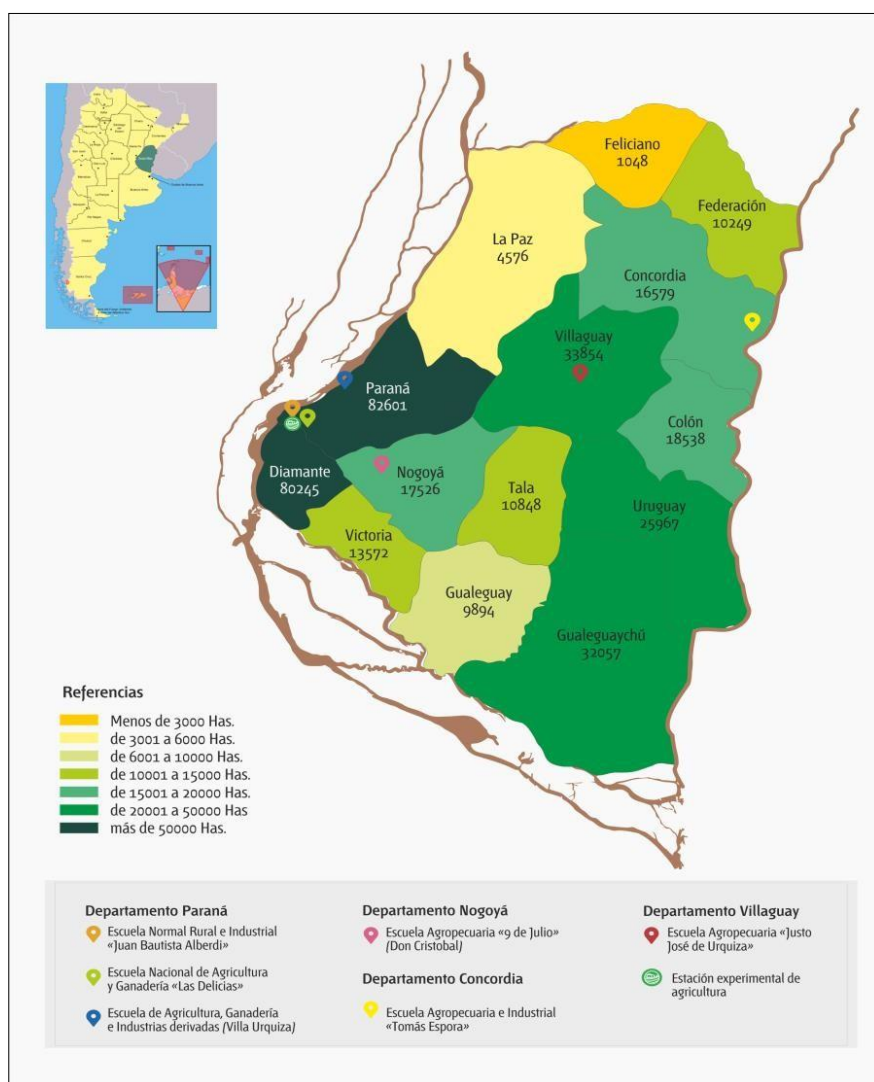 Feliciano
1048
Federación
10249
La Paz
4576
Concordia
16579
Villaguay
33854
Paraná
82601
Colón
18538
Diamante
80245
Nogoyá
17526
Tala
10848
Uruguay
25967
Victoria
13572
Gualeguay
9894
Gualeguaychú
32057
Referencias
Menos de 3000 Has.
de 3001 a 6000 Has.
de 6001 a 10000 Has.
de 10001 a 15000 Has.
de 15001 a 20000 Has.
de 20001 a 50000 Has
más de 50000 Has.
Departamento Paraná
Escuela Normal Rural e Industrial
«Juan Bautista Alberdi»
Escuela Nacional de Agricultura
y Ganadería «Las Delicias»
Escuela de Agricultura, Ganadería
e Industrias derivadas (Villa Urquiza)
Departamento Nogoyá
Escuela Agropecuaria «9 de Julio»
(Don Cristobal)
Departamento Concordia
Escuela Agropecuaria e Industrial
«Tomás Espora»
Departamento Villaguay
Escuela Agropecuaria «Justo
José de Urquiza»
Estación experimental de
agricultura